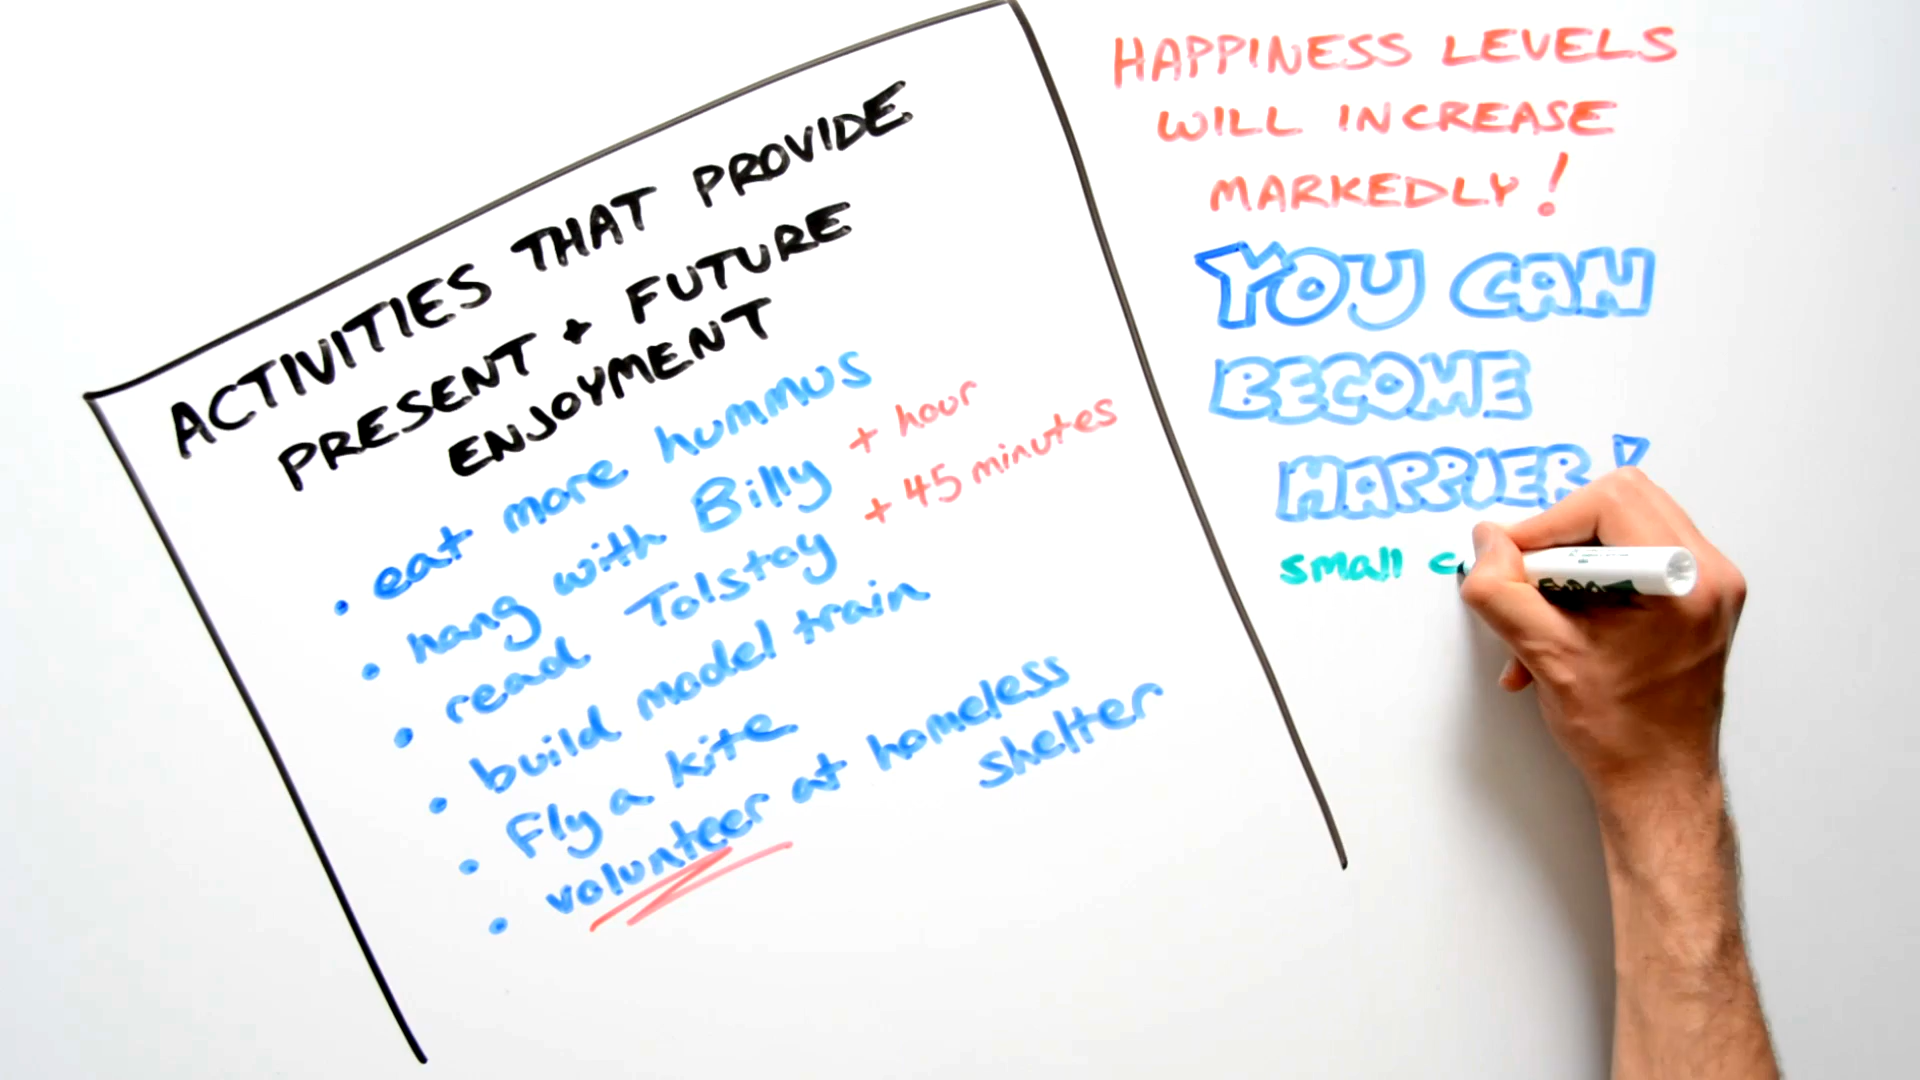 ACTIVITIES THAT PROVIDE
PRESENT + FUTURE
ENJOYMENT
• eat more hummus
• hang with Billy + hour
• read Tolstoy + 45 minutes
• build model train
• Fly a kite
• volunteer at homeless
shelter
HAPPINESS LEVELS
WILL INCREASE
MARKEDLY!
YOU CAN
BECOME
HAPPIER!
small c